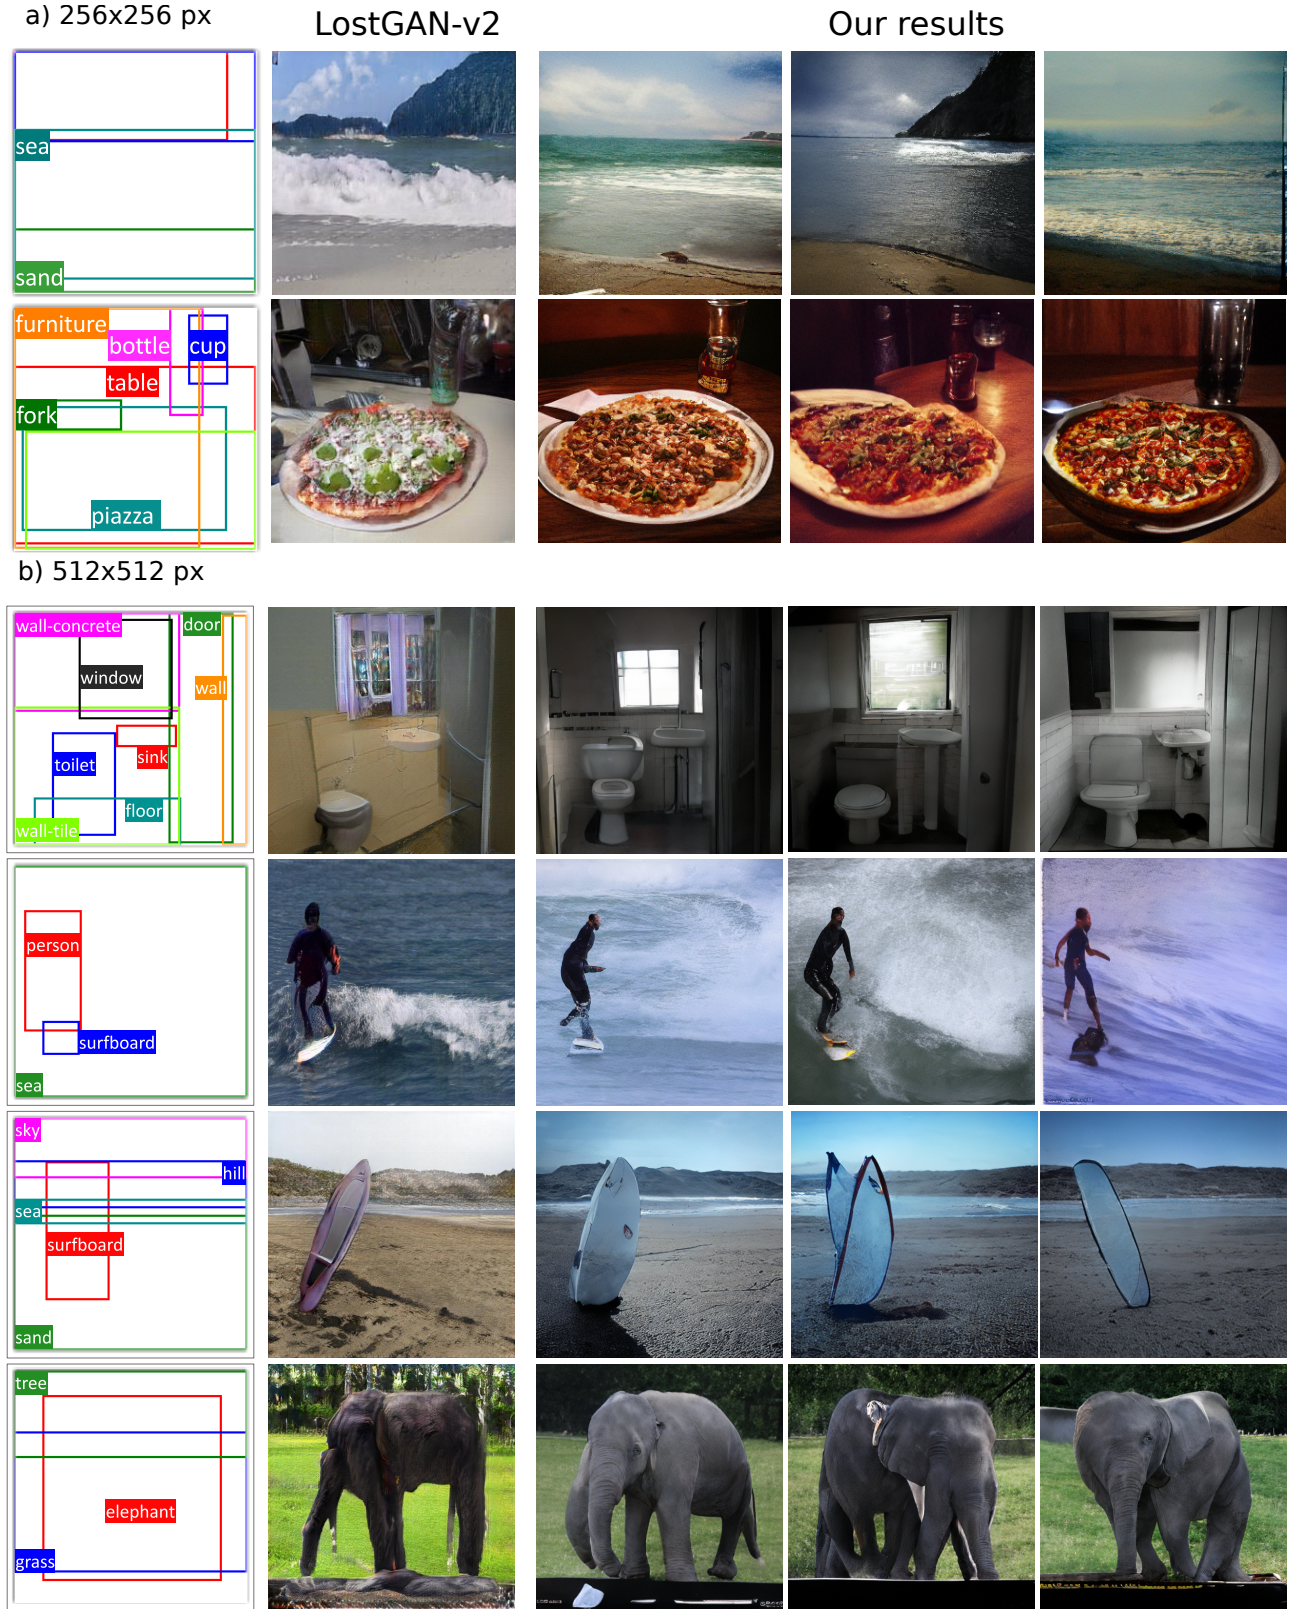 a) 256x256 px
LostGAN-v2
Our results
sea
sand
furniture
bottle
cup
table
fork
piazza
b) 512x512 px
wall-concrete
door
window
wall
sink
toilet
floor
wall-tile
person
surfboard
sea
sky
hill
sea
surfboard
sand
tree
elephant
grass